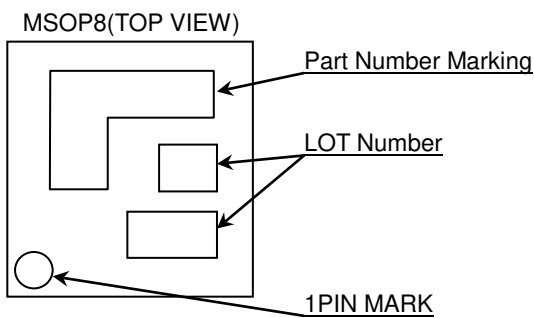 MSOP8(TOP VIEW)
Part Number Marking
LOT Number
1PIN MARK